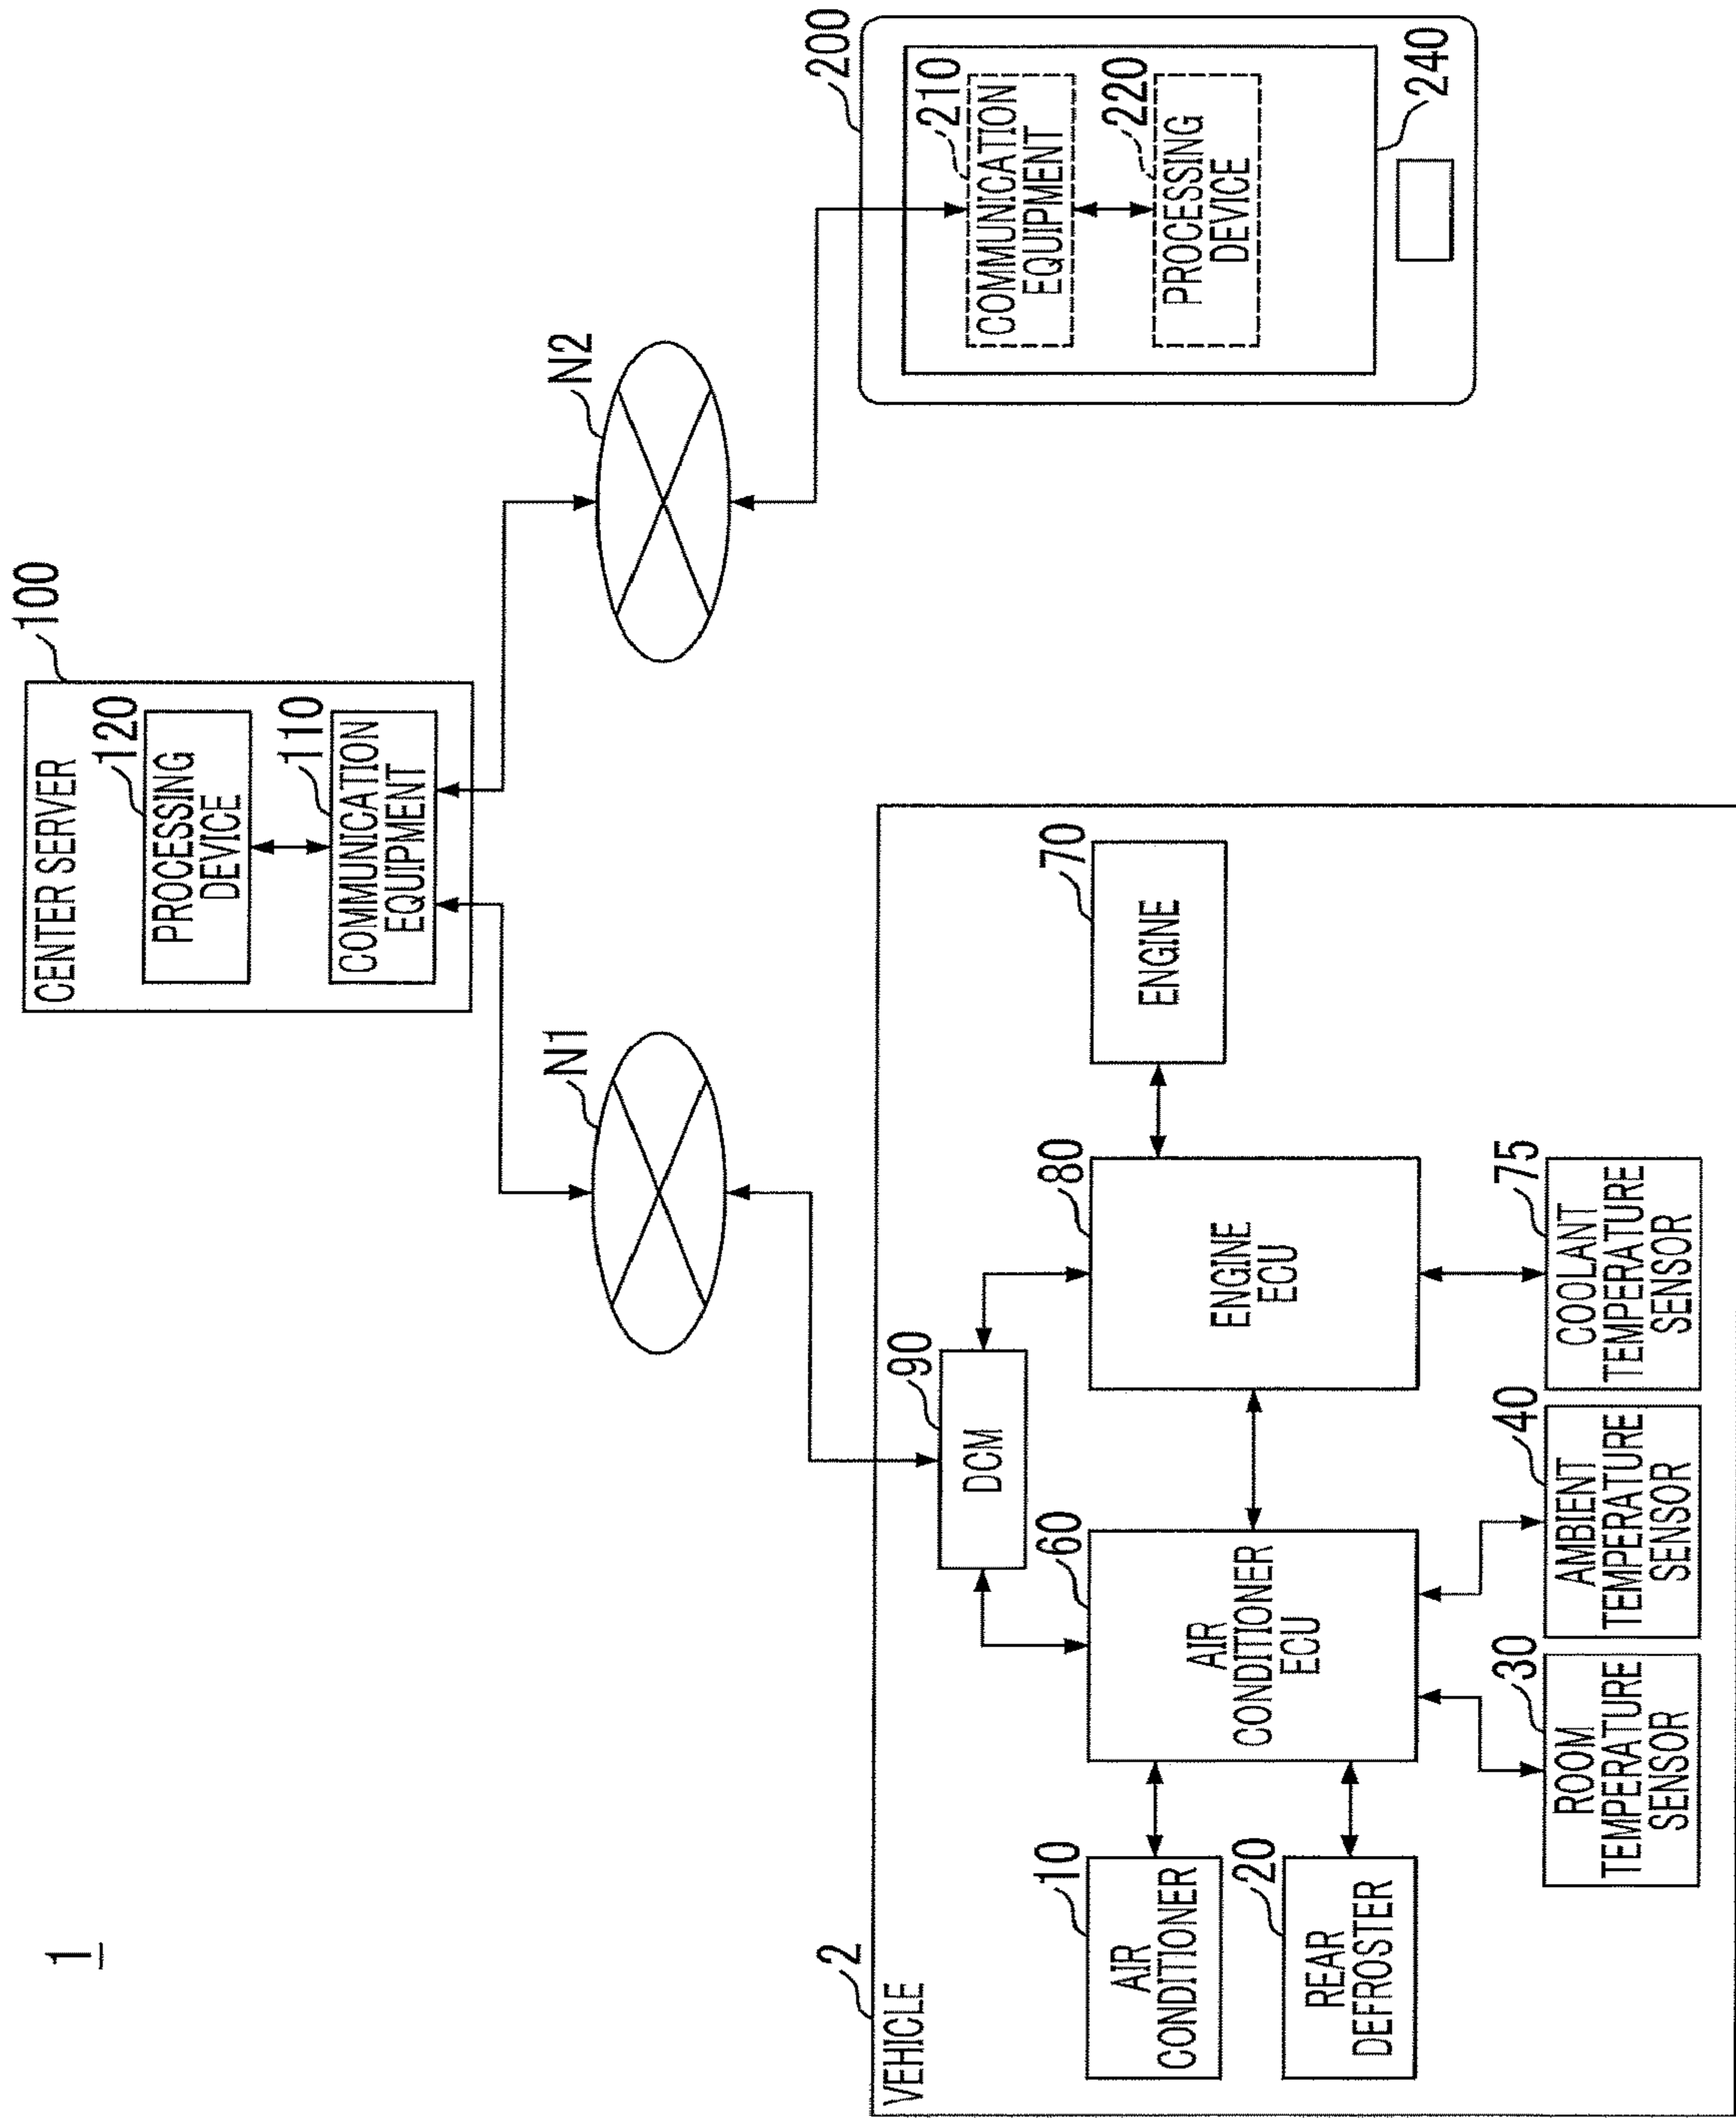 1
100
CENTER SERVER
120
PROCESSING
DEVICE
110
COMMUNICATION
EQUIPMENT
N1
N2
200
210
COMMUNICATION
EQUIPMENT
220
PROCESSING
DEVICE
240
2
VEHICLE
90
DCM
10
AIR
CONDITIONER
20
REAR
DEFROSTER
60
AIR
CONDITIONER
ECU
80
ENGINE
ECU
70
ENGINE
30
ROOM
TEMPERATURE
SENSOR
40
AMBIENT
TEMPERATURE
SENSOR
75
COOLANT
TEMPERATURE
SENSOR